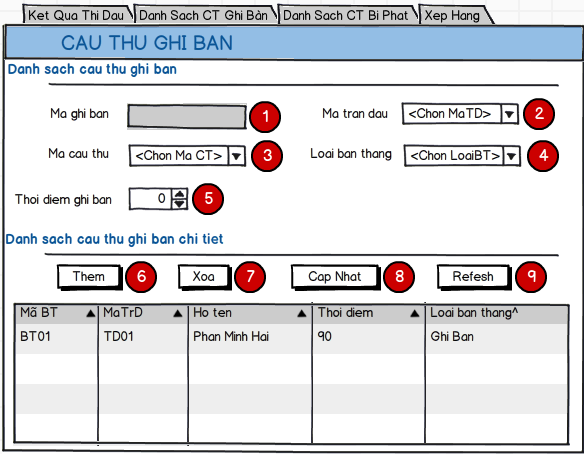 Ket Qua Thi Dau Danh Sach CT Ghi Bàn Danh Sach CT Bi Phat Xep Hang
CAU THU GHI BAN
Danh sach cau thu ghi ban
Ma ghi ban 1 Ma tran dau <Chon MaTD> 2
Ma cau thu <Chon Ma CT> 3 Loai ban thang <Chon LoaiBT> 4
Thoi diem ghi ban 0 5
Danh sach cau thu ghi ban chi tiet
Them 6 Xoa 7 Cap Nhat 8 Refesh 9
Mã BT MaTrD Ho ten Thoi diem Loai ban thang^
BT01 TD01 Phan Minh Hai 90 Ghi Ban